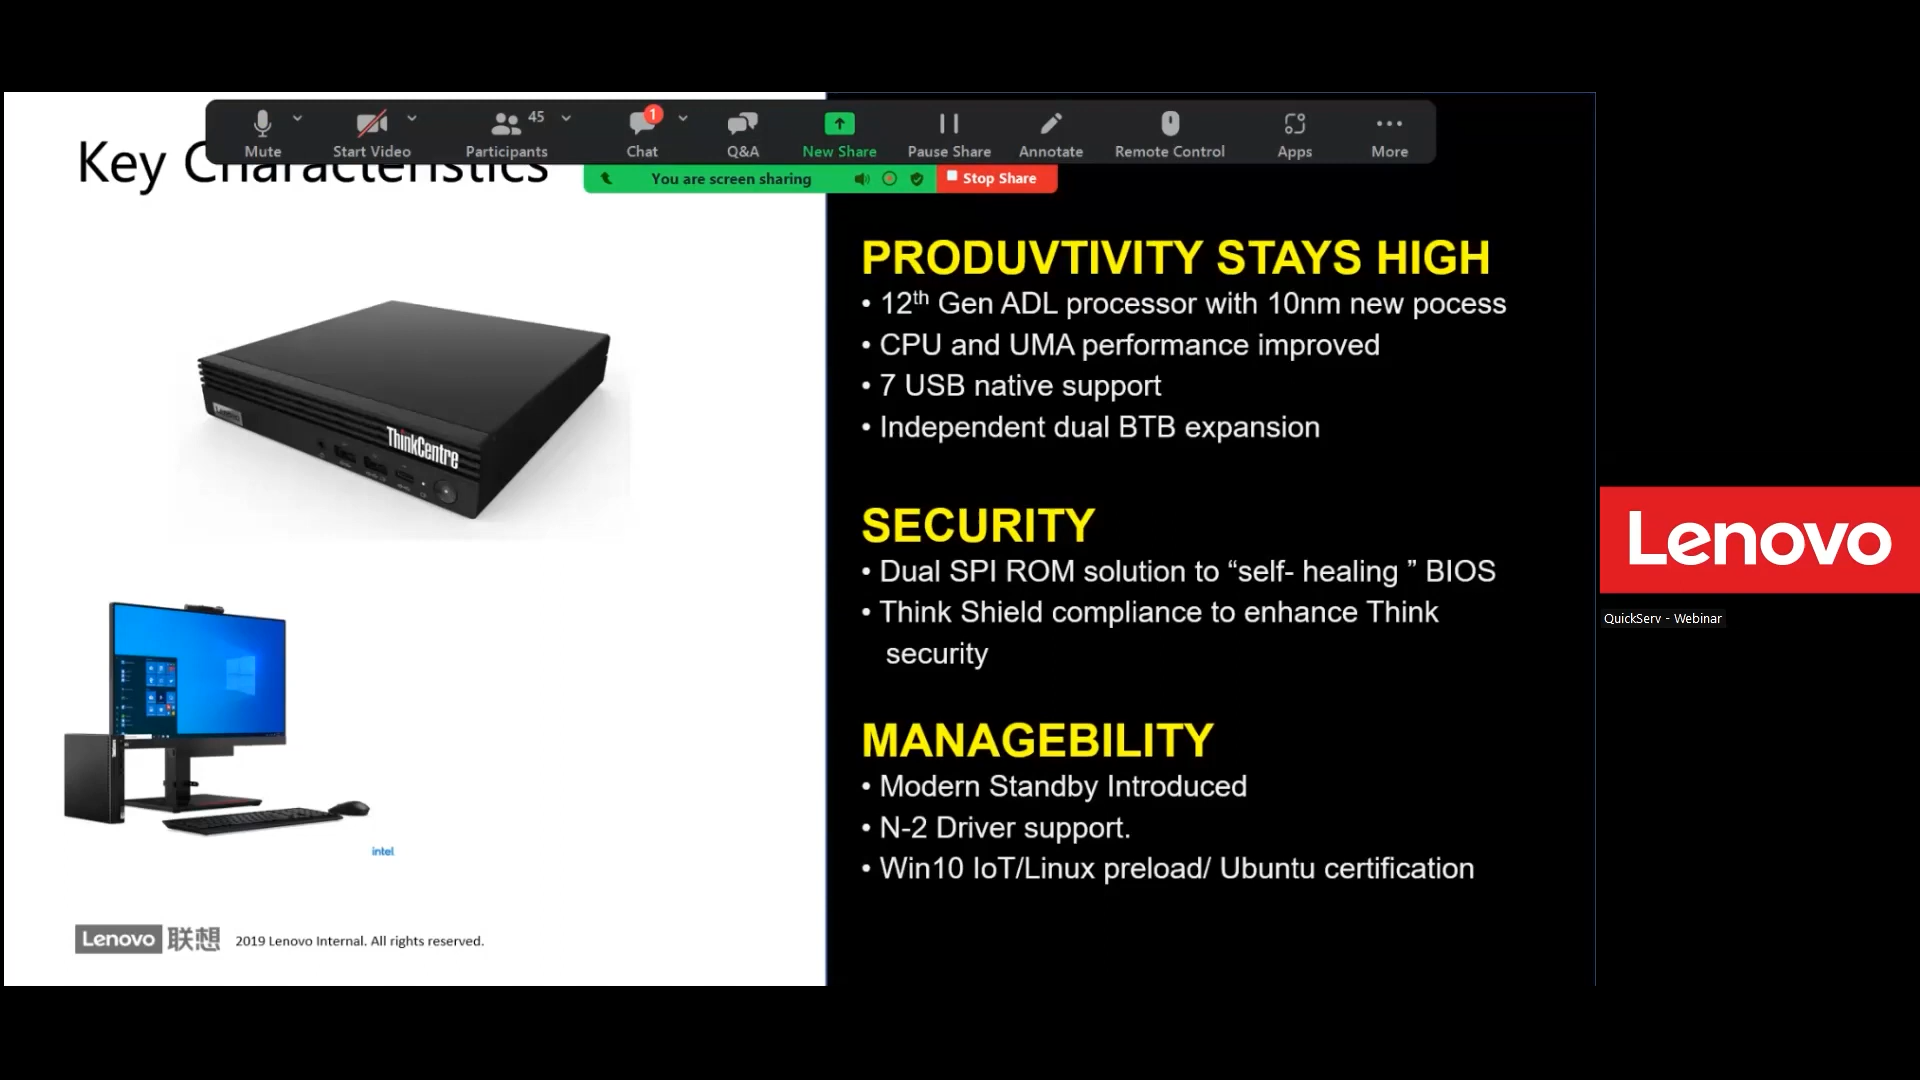 Mute
Start Video
45
Participants
1
Chat
Q&A
New Share
Pause Share
Annotate
Remote Control
Apps
More
You are screen sharing
Stop Share
Key Characteristics
Lenovo
ThinkCentre
intel
Lenovo 联想 2019 Lenovo Internal. All rights reserved.
PRODUVTIVITY STAYS HIGH
• 12th Gen ADL processor with 10nm new pocess
• CPU and UMA performance improved
• 7 USB native support
• Independent dual BTB expansion
SECURITY
• Dual SPI ROM solution to “self- healing ” BIOS
• Think Shield compliance to enhance Think
security
MANAGEBILITY
• Modern Standby Introduced
• N-2 Driver support.
• Win10 IoT/Linux preload/ Ubuntu certification
Lenovo
QuickServ - Webinar